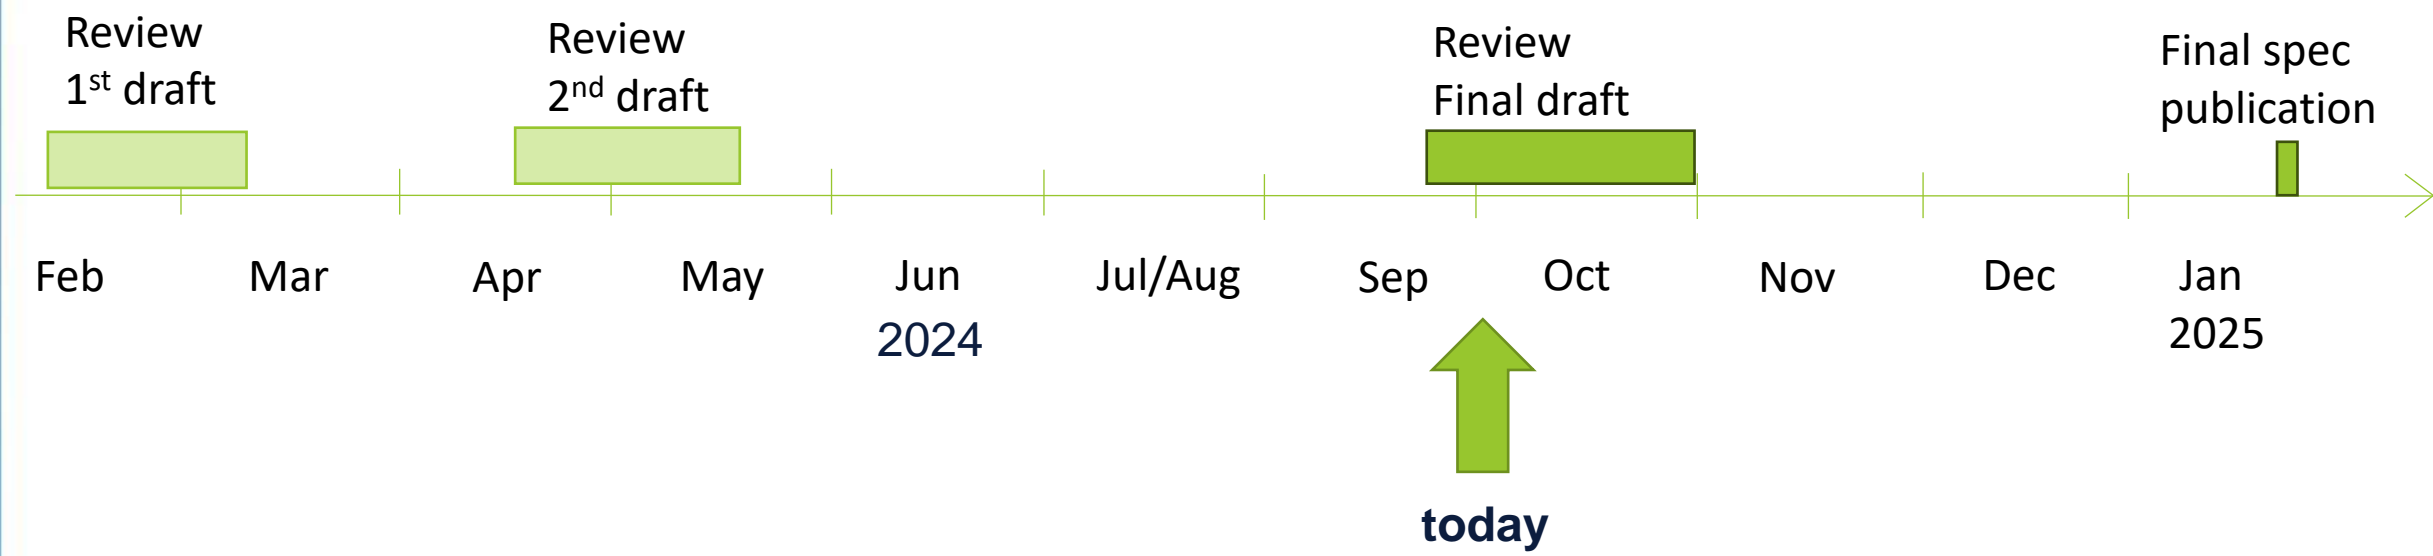 Review
1st draft
Review
2nd draft
Review
Final draft
Final spec
publication
Feb
Mar
Apr
May
Jun
Jul/Aug
Sep
Oct
Nov
Dec
Jan
2024
2025
today